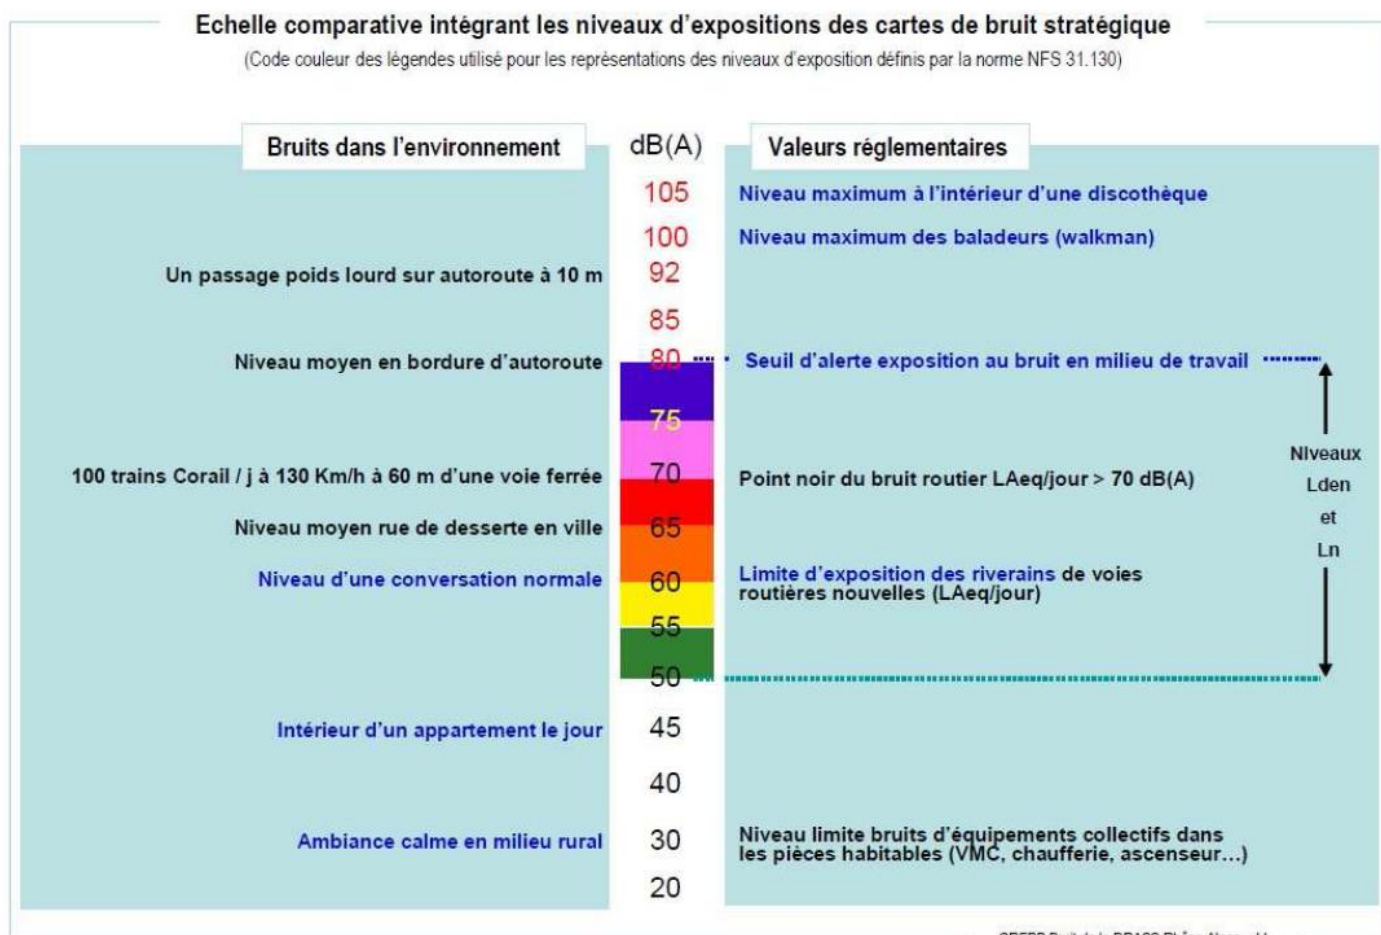 Echelle comparative intégrant les niveaux d'expositions des cartes de bruit stratégique
(Code couleur des légendes utilisé pour les représentations des niveaux d'exposition définis par la norme NFS 31.130)
Bruits dans l'environnement
dB(A)
Valeurs réglementaires
105
Niveau maximum à l'intérieur d'une discothèque
100
Niveau maximum des baladeurs (walkman)
Un passage poids lourd sur autoroute à 10 m
92
85
Niveau moyen en bordure d'autoroute
80
Seuil d'alerte exposition au bruit en milieu de travail
75
100 trains Corail / j à 130 Km/h à 60 m d'une voie ferrée
70
Point noir du bruit routier LAeq/jour > 70 dB(A)
Niveaux
Lden
et
Ln
Niveau moyen rue de desserte en ville
65
Niveau d'une conversation normale
60
Limite d'exposition des riverains de voies
routières nouvelles (LAeq/jour)
55
50
Intérieur d'un appartement le jour
45
40
Ambiance calme en milieu rural
30
Niveau limite bruits d'équipements collectifs dans
les pièces habitables (VMC, chaufferie, ascenseur…)
20